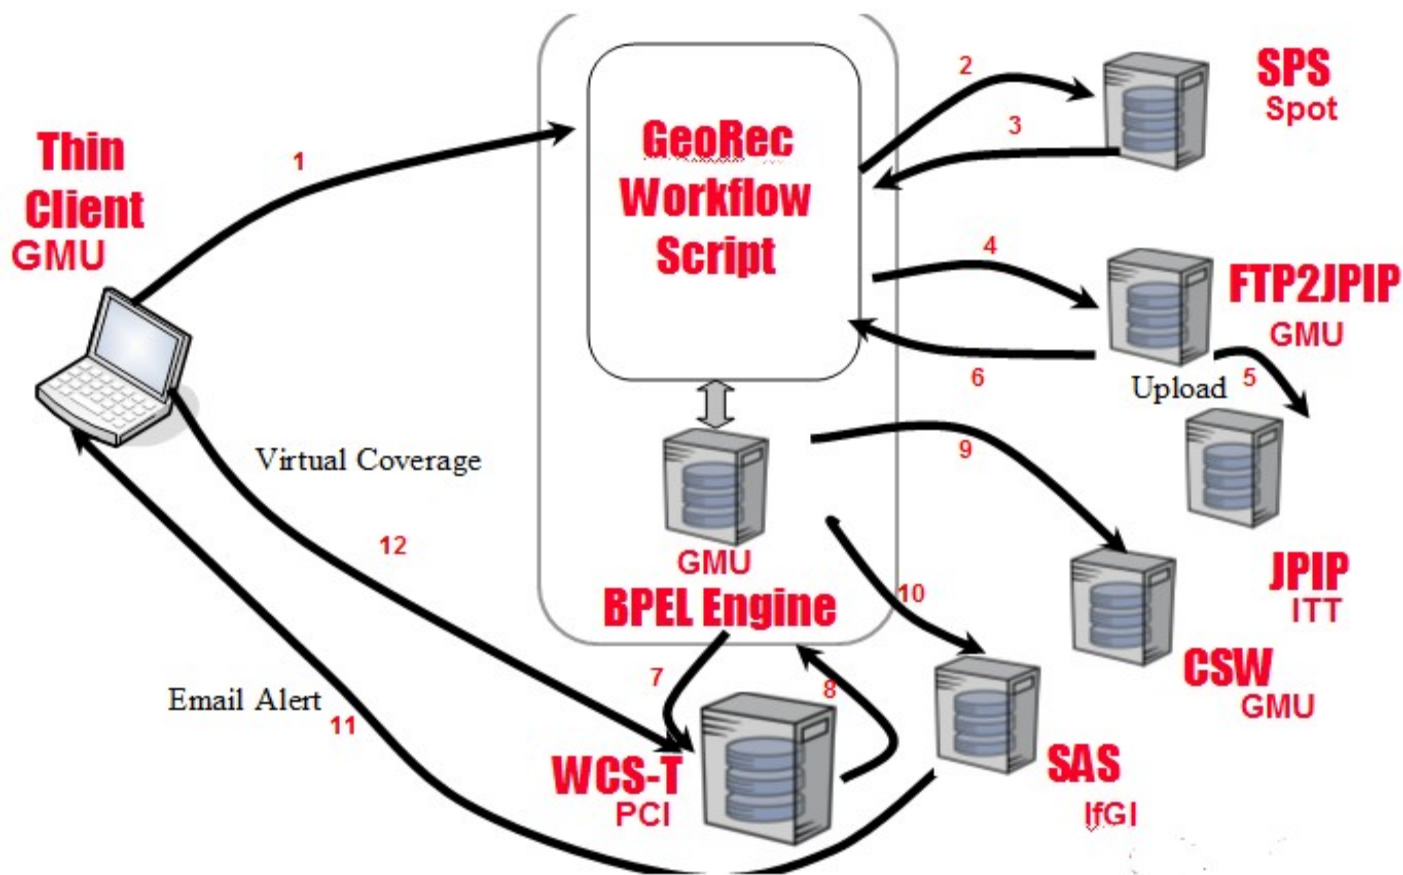 Thin
Client
GMU
1
GeoRec
Workflow
Script
2
3
SPS
Spot
4
6
FTP2JPIP
GMU
Upload
5
JPIP
ITT
9
CSW
GMU
10
SAS
IfGI
GMU
BPEL Engine
7
8
WCS-T
PCI
Virtual Coverage
12
Email Alert
11